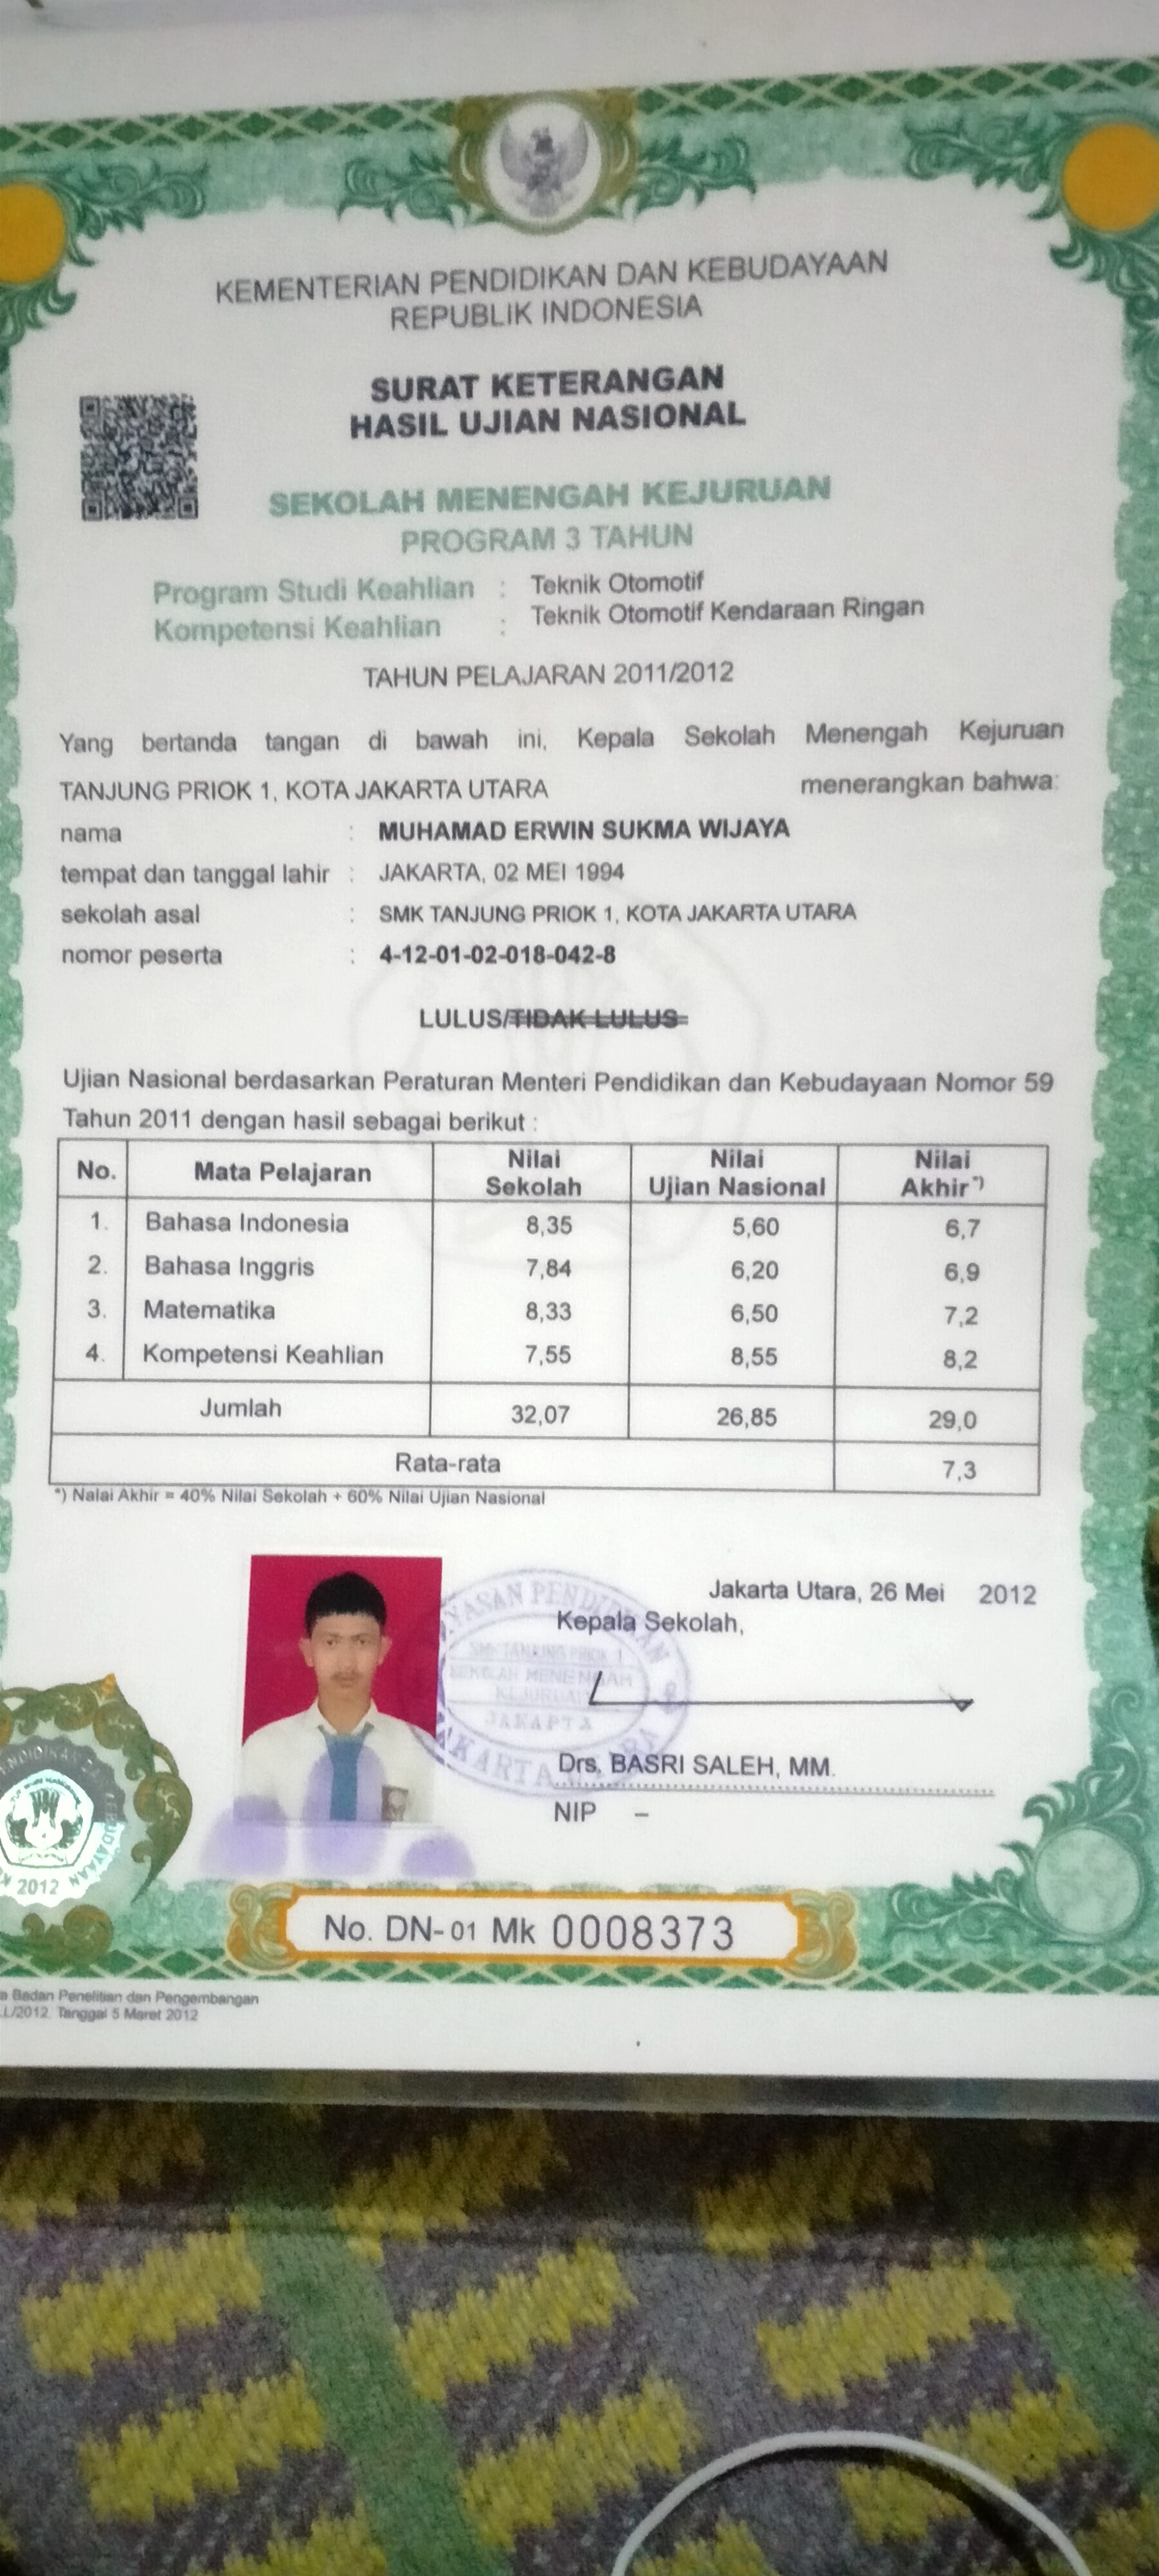 KEMENTERIAN PENDIDIKAN DAN KEBUDAYAAN
REPUBLIK INDONESIA
SURAT KETERANGAN
HASIL UJIAN NASIONAL
SEKOLAH MENENGAH KEJURUAN
PROGRAM 3 TAHUN
Program Studi Keahlian : Teknik Otomotif
Kompetensi Keahlian : Teknik Otomotif Kendaraan Ringan
TAHUN PELAJARAN 2011/2012
Yang bertanda tangan di bawah ini, Kepala Sekolah Menengah Kejuruan
TANJUNG PRIOK 1, KOTA JAKARTA UTARA menerangkan bahwa:
nama : MUHAMAD ERWIN SUKMA WIJAYA
tempat dan tanggal lahir : JAKARTA, 02 MEI 1994
sekolah asal : SMK TANJUNG PRIOK 1, KOTA JAKARTA UTARA
nomor peserta : 4-12-01-02-018-042-8
LULUS/TIDAK LULUS
Ujian Nasional berdasarkan Peraturan Menteri Pendidikan dan Kebudayaan Nomor 59
Tahun 2011 dengan hasil sebagai berikut :
No. Mata Pelajaran Nilai Sekolah Nilai Ujian Nasional Nilai Akhir*)
1. Bahasa Indonesia 8,35 5,60 6,7
2. Bahasa Inggris 7,84 6,20 6,9
3. Matematika 8,33 6,50 7,2
4. Kompetensi Keahlian 7,55 8,55 8,2
Jumlah 32,07 26,85 29,0
Rata-rata 7,3
*) Nalai Akhir = 40% Nilai Sekolah + 60% Nilai Ujian Nasional
Jakarta Utara, 26 Mei 2012
Kepala Sekolah,
SMK TANJUNG PRIOK 1
SEKOLAH MENENGAH
KEJURUAN
JAKARTA
Drs. BASRI SALEH, MM.
NIP -
2012
No. DN-01 Mk 0008373
Badan Penelitian dan Pengembangan
/2012. Tanggal 5 Maret 2012